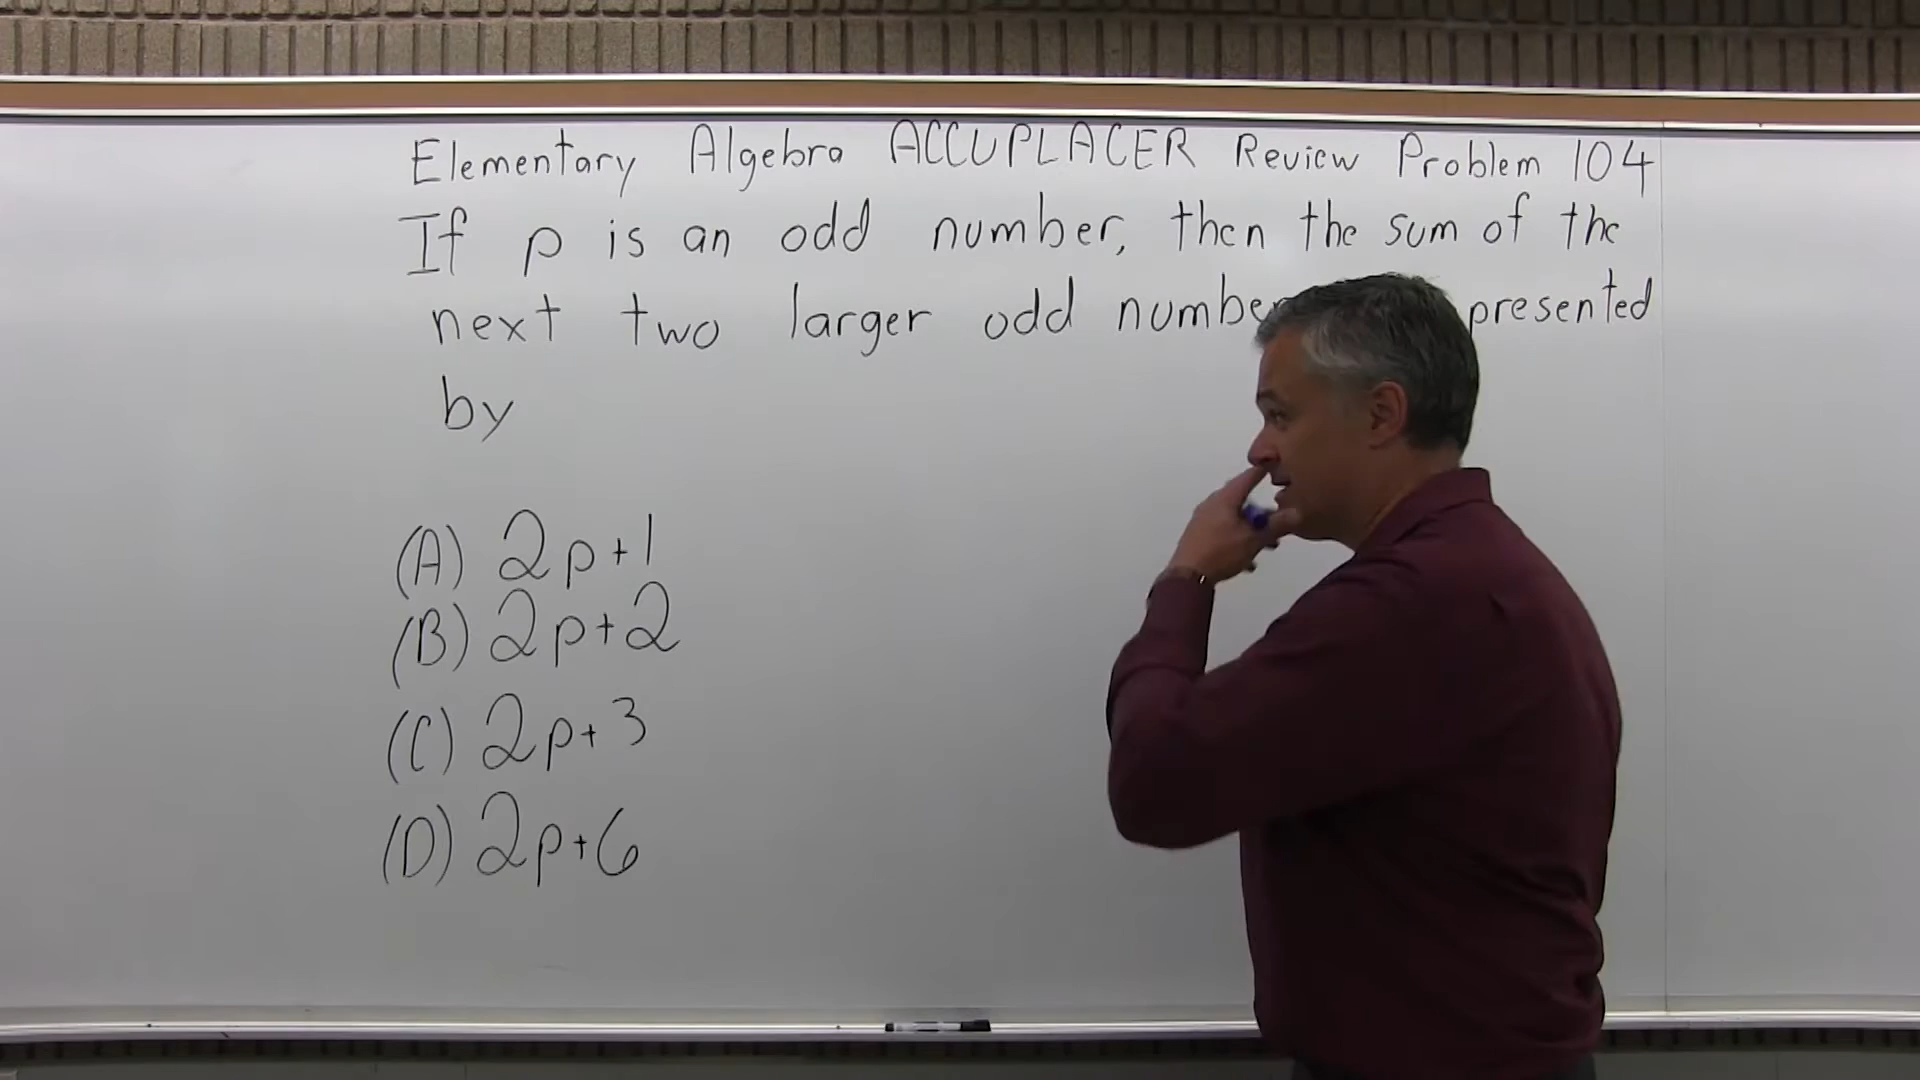 Elementary Algebra ACCUPLACER Review Problem 104
If p is an odd number, then the sum of the
next two larger odd presented
by
(A) 2p+1
(B) 2p+2
(C) 2p+3
(D) 2p+6